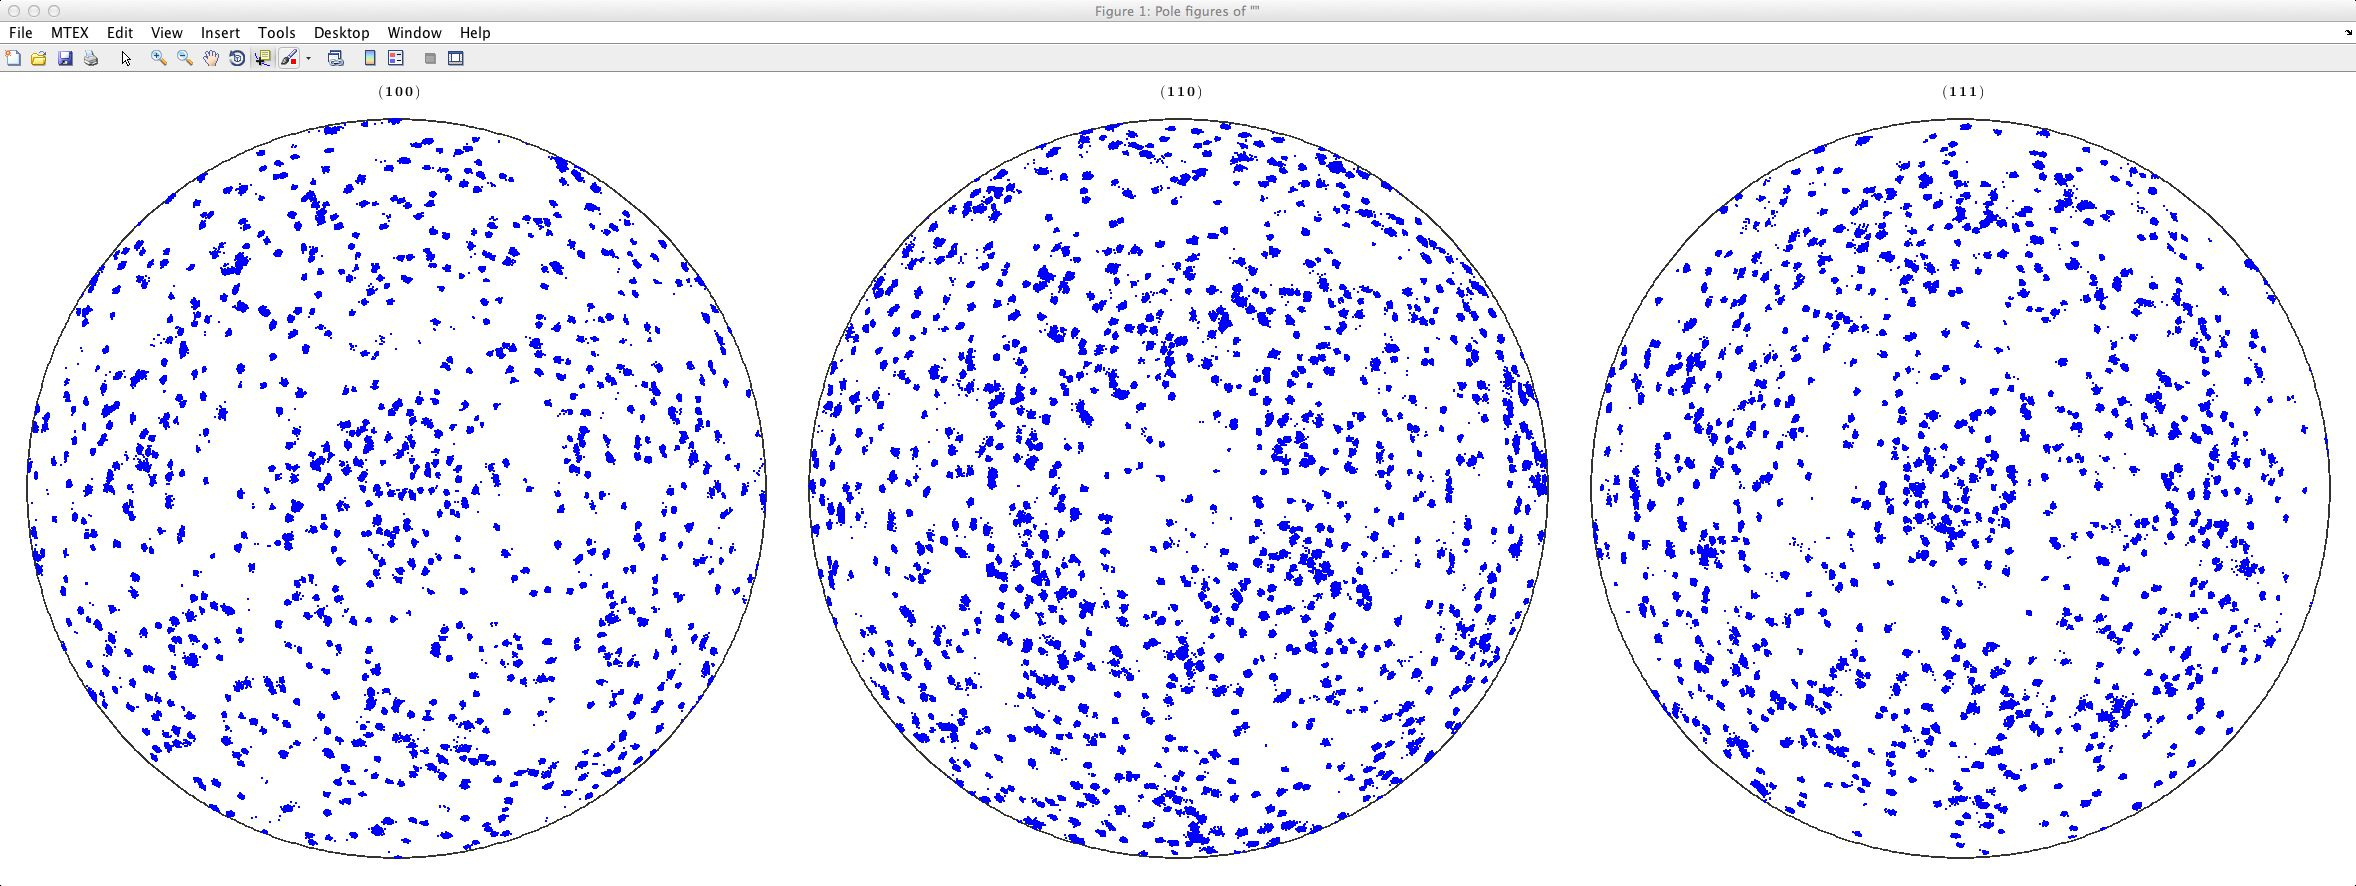 Figure 1: Pole figures of ""
File MTEX Edit View Insert Tools Desktop Window Help
(100) (110) (111)